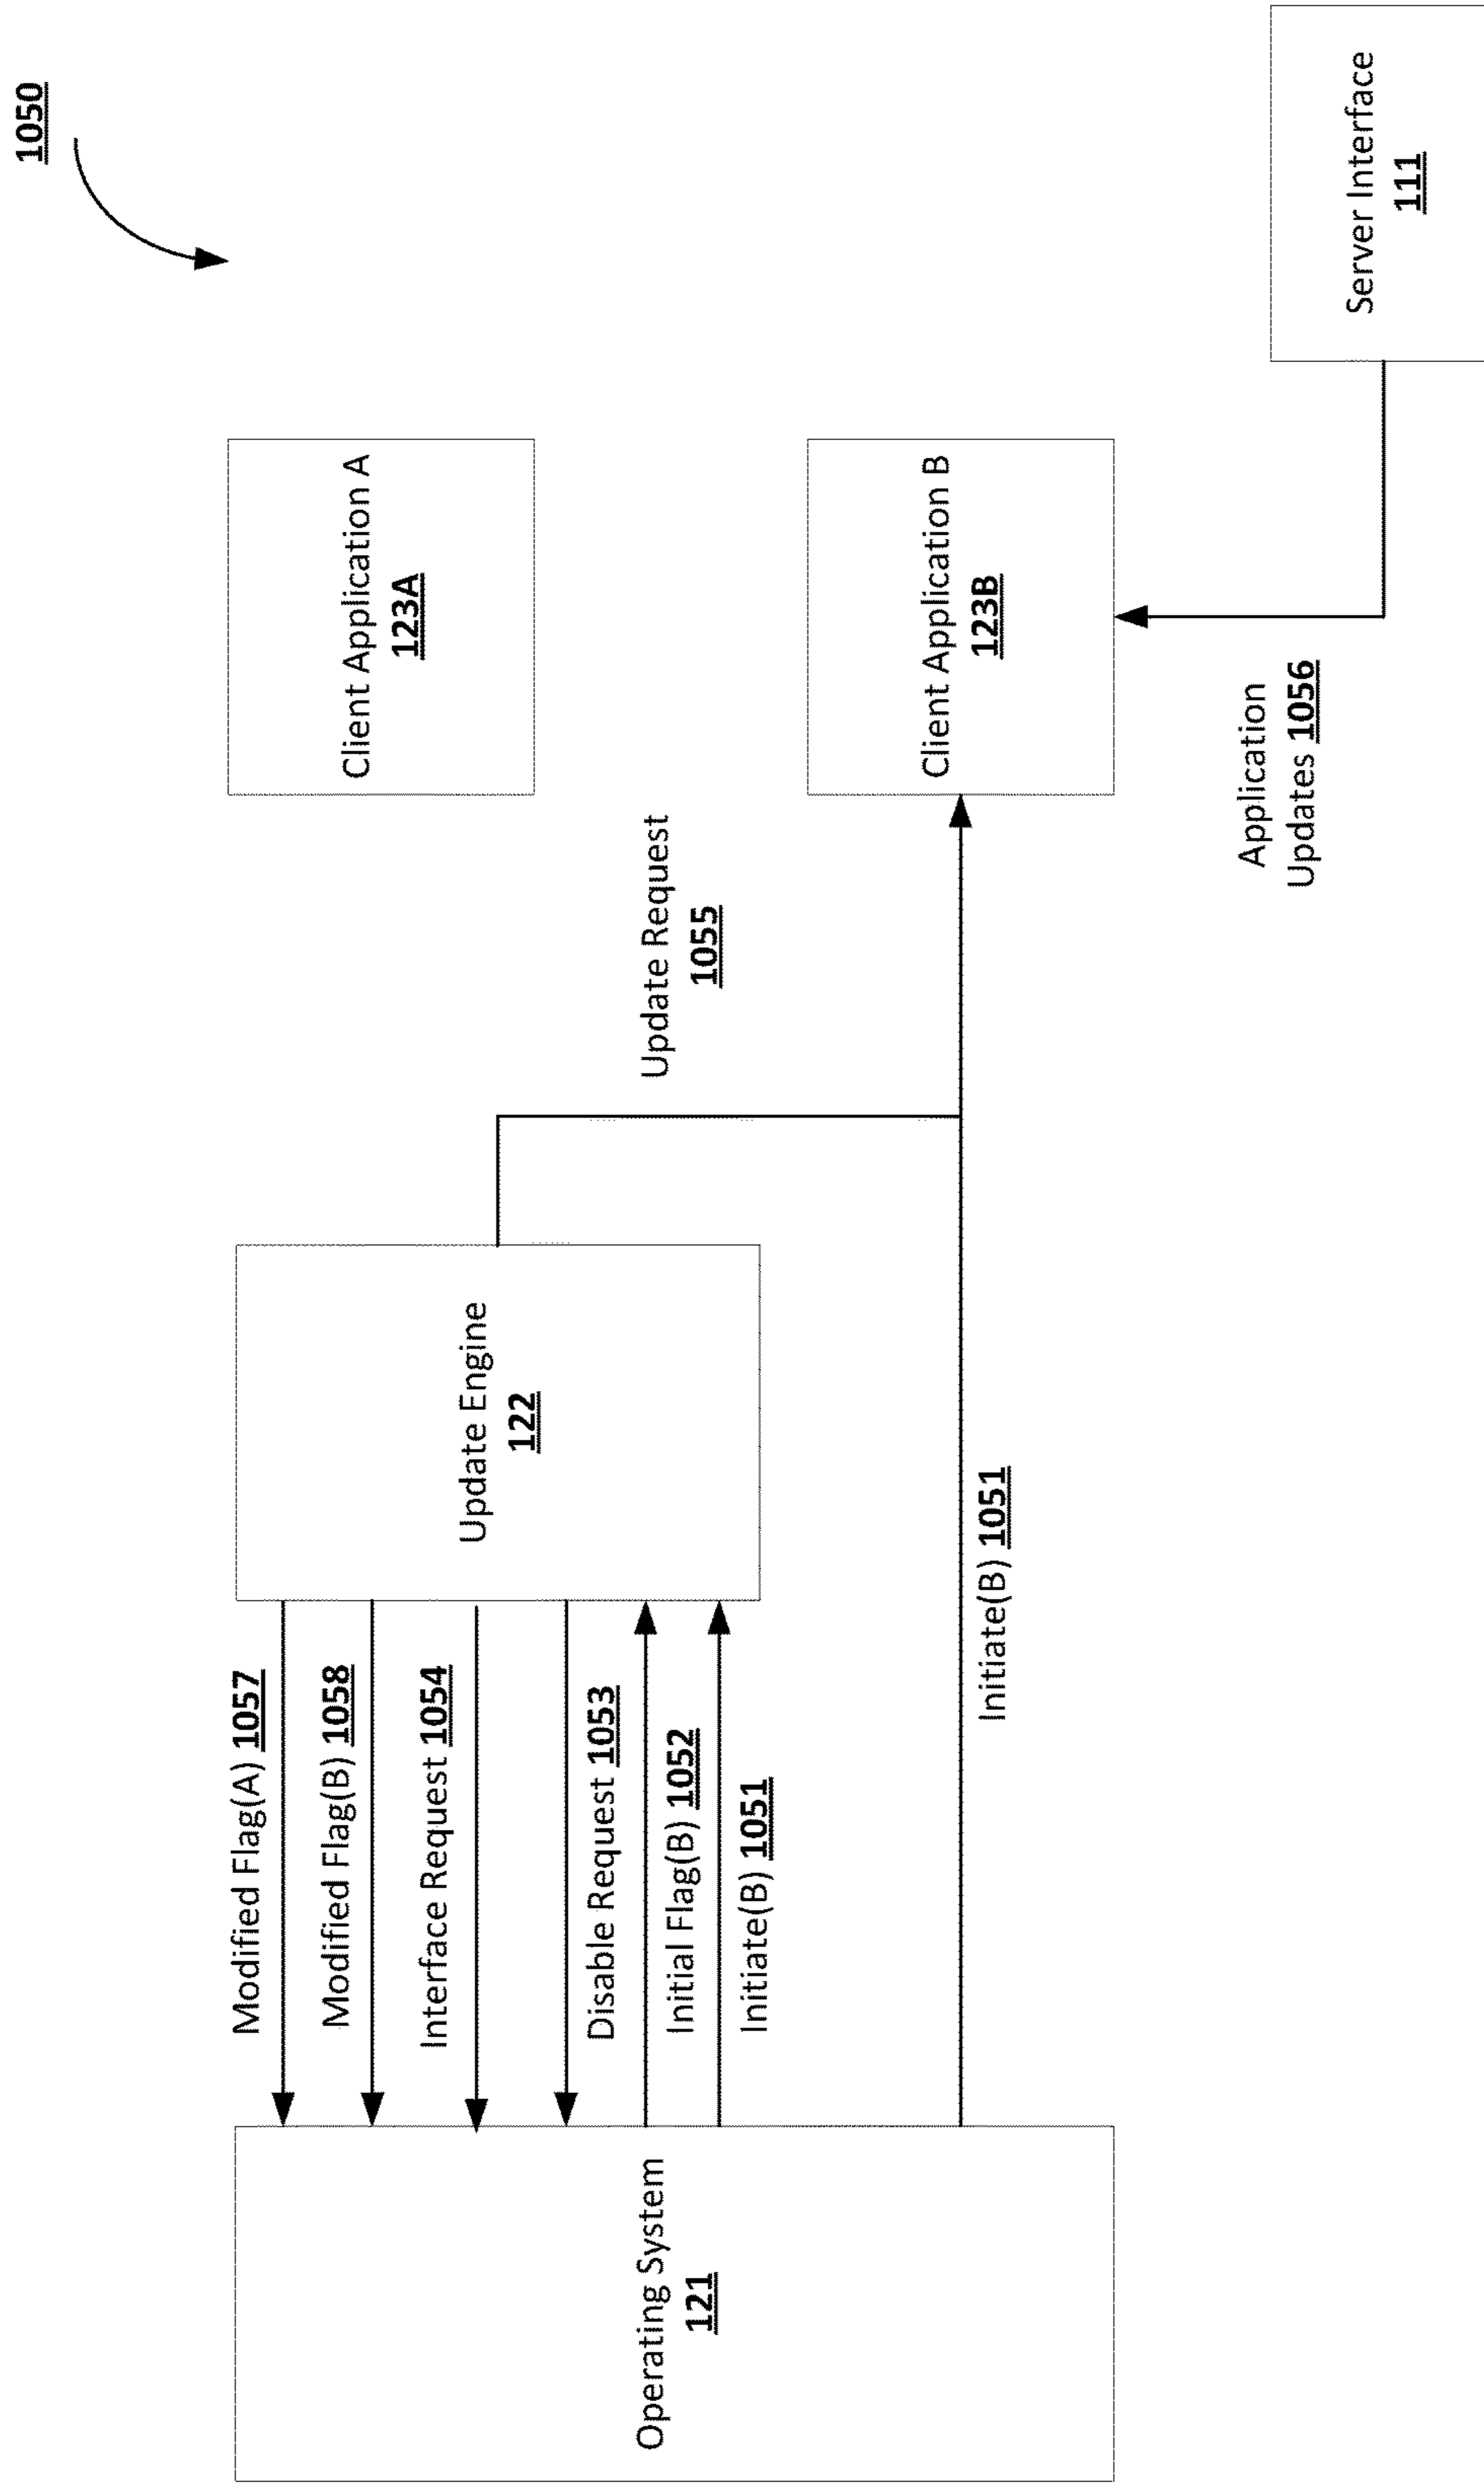 1050
Operating System
121
Modified Flag(A) 1057
Modified Flag(B) 1058
Interface Request 1054
Disable Request 1053
Initial Flag(B) 1052
Initiate(B) 1051
Initiate(B) 1051
Update Engine
122
Update Request
1055
Client Application A
123A
Client Application B
123B
Application
Updates 1056
Server Interface
111